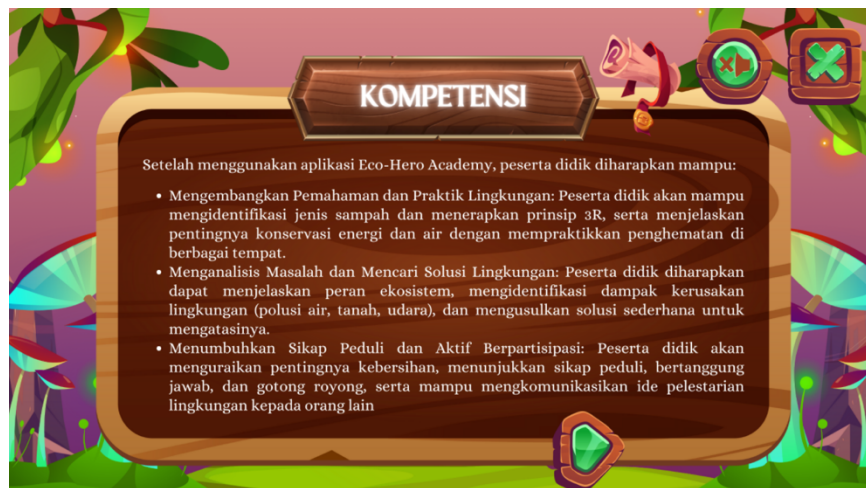 KOMPETENSI
Setelah menggunakan aplikasi Eco-Hero Academy, peserta didik diharapkan mampu:
• Mengembangkan Pemahaman dan Praktik Lingkungan: Peserta didik akan mampu
mengidentifikasi jenis sampah dan menerapkan prinsip 3R, serta menjelaskan
pentingnya konservasi energi dan air dengan mempraktikkan penghematan di
berbagai tempat.
• Menganalisis Masalah dan Mencari Solusi Lingkungan: Peserta didik diharapkan
dapat menjelaskan peran ekosistem, mengidentifikasi dampak kerusakan
lingkungan (polusi air, tanah, udara), dan mengusulkan solusi sederhana untuk
mengatasinya.
• Menumbuhkan Sikap Peduli dan Aktif Berpartisipasi: Peserta didik akan
menguraikan pentingnya kebersihan, menunjukkan sikap peduli, bertanggung
jawab, dan gotong royong, serta mampu mengkomunikasikan ide pelestarian
lingkungan kepada orang lain